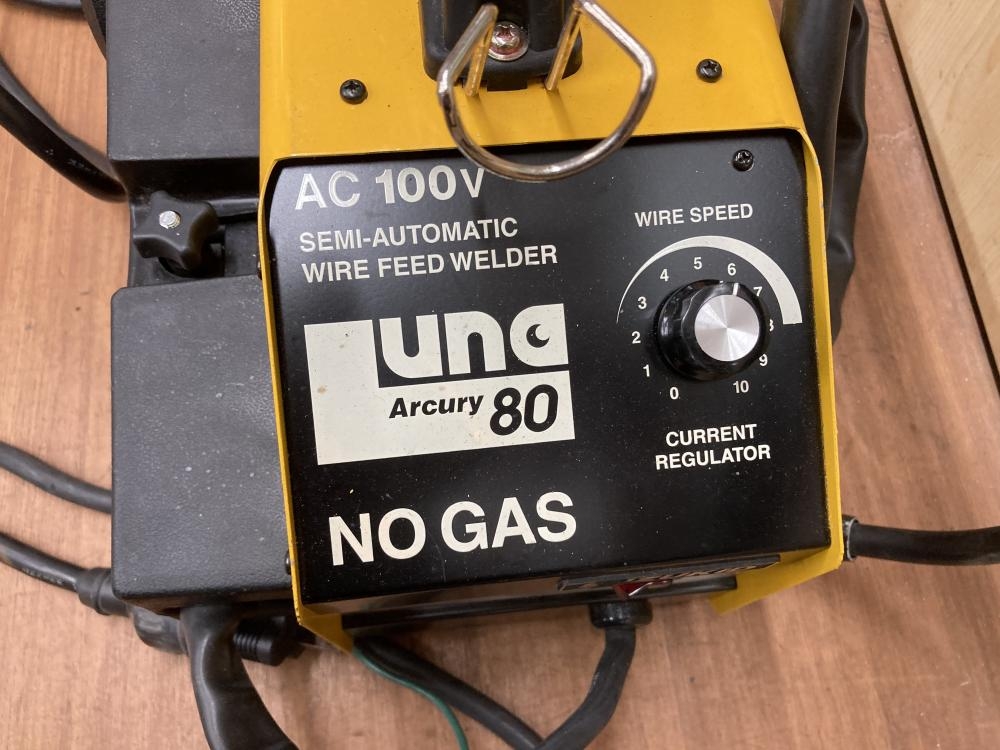 AC 100V
SEMI-AUTOMATIC
WIRE FEED WELDER
Luna
Arcury 80
NO GAS
WIRE SPEED
0 1 2 3 4 5 6 7 8 9 10
CURRENT
REGULATOR